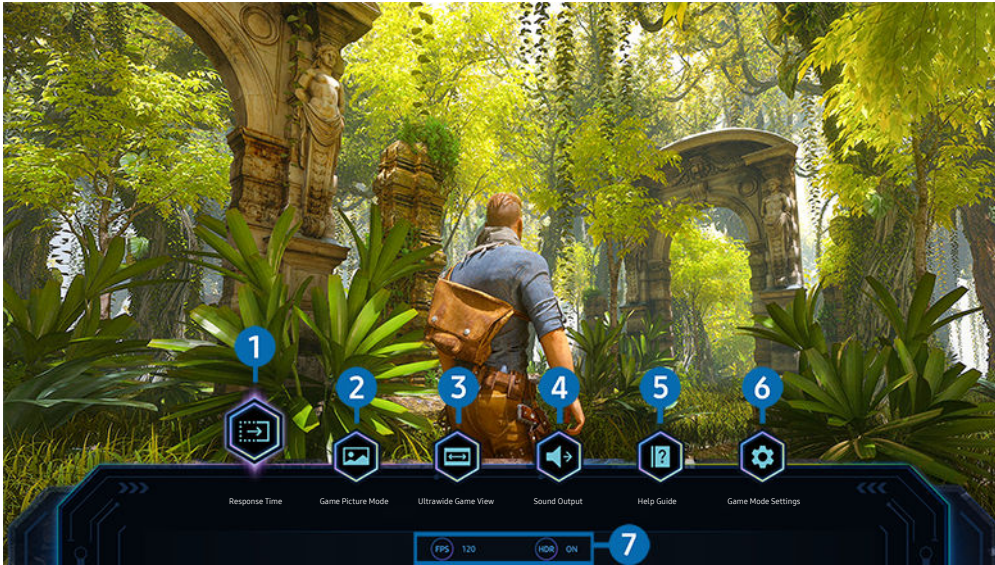 1
2
3
4
5
6
Response Time
Game Picture Mode
Ultrawide Game View
Sound Output
Help Guide
Game Mode Settings
FPS 120 HDR ON
7